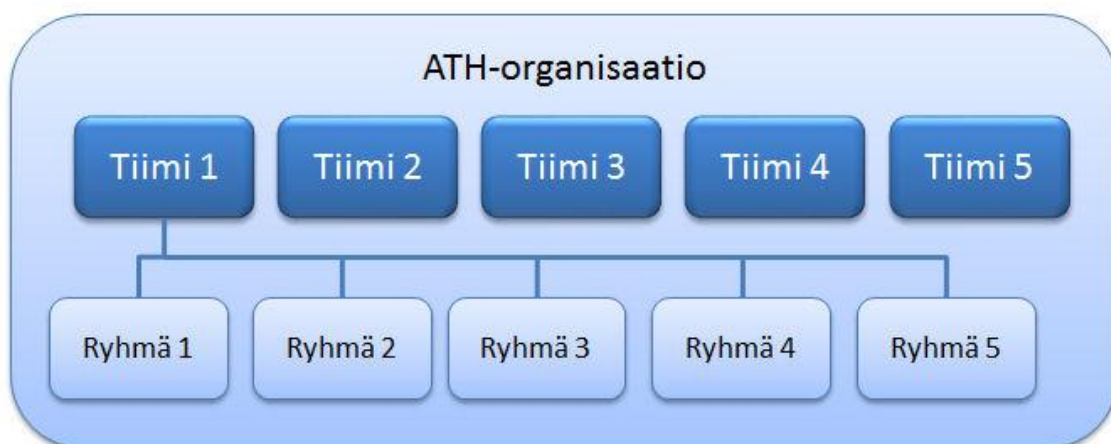 ATH-organisaatio
Tiimi 1
Tiimi 2
Tiimi 3
Tiimi 4
Tiimi 5
Ryhmä 1
Ryhmä 2
Ryhmä 3
Ryhmä 4
Ryhmä 5